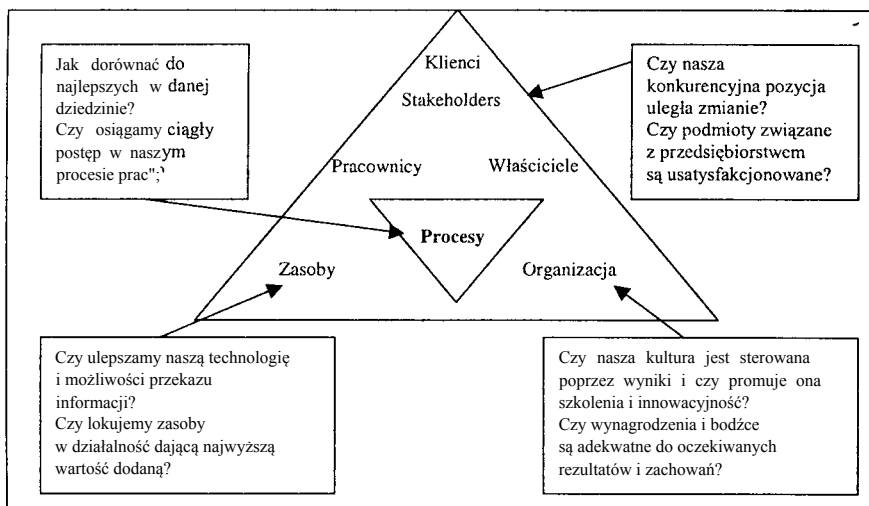 Jak dorównać do
najlepszych w danej
dziedzinie?
Czy osiągamy ciągły
postęp w naszym
procesie prac";'
Klienci
Stakeholders
Pracownicy
Właściciele
Procesy
Zasoby
Organizacja
Czy nasza
konkurencyjna pozycja
uległa zmianie?
Czy podmioty związane
z przedsiębiorstwem
są usatysfakcjonowane?
Czy ulepszamy naszą technologię
i możliwości przekazu
informacji?
Czy lokujemy zasoby
w działalność dającą najwyższą
wartość dodaną?
Czy nasza kultura jest sterowana
poprzez wyniki i czy promuje ona
szkolenia i innowacyjność?
Czy wynagrodzenia i bodźce
są adekwatne do oczekiwanych
rezultatów i zachowań?